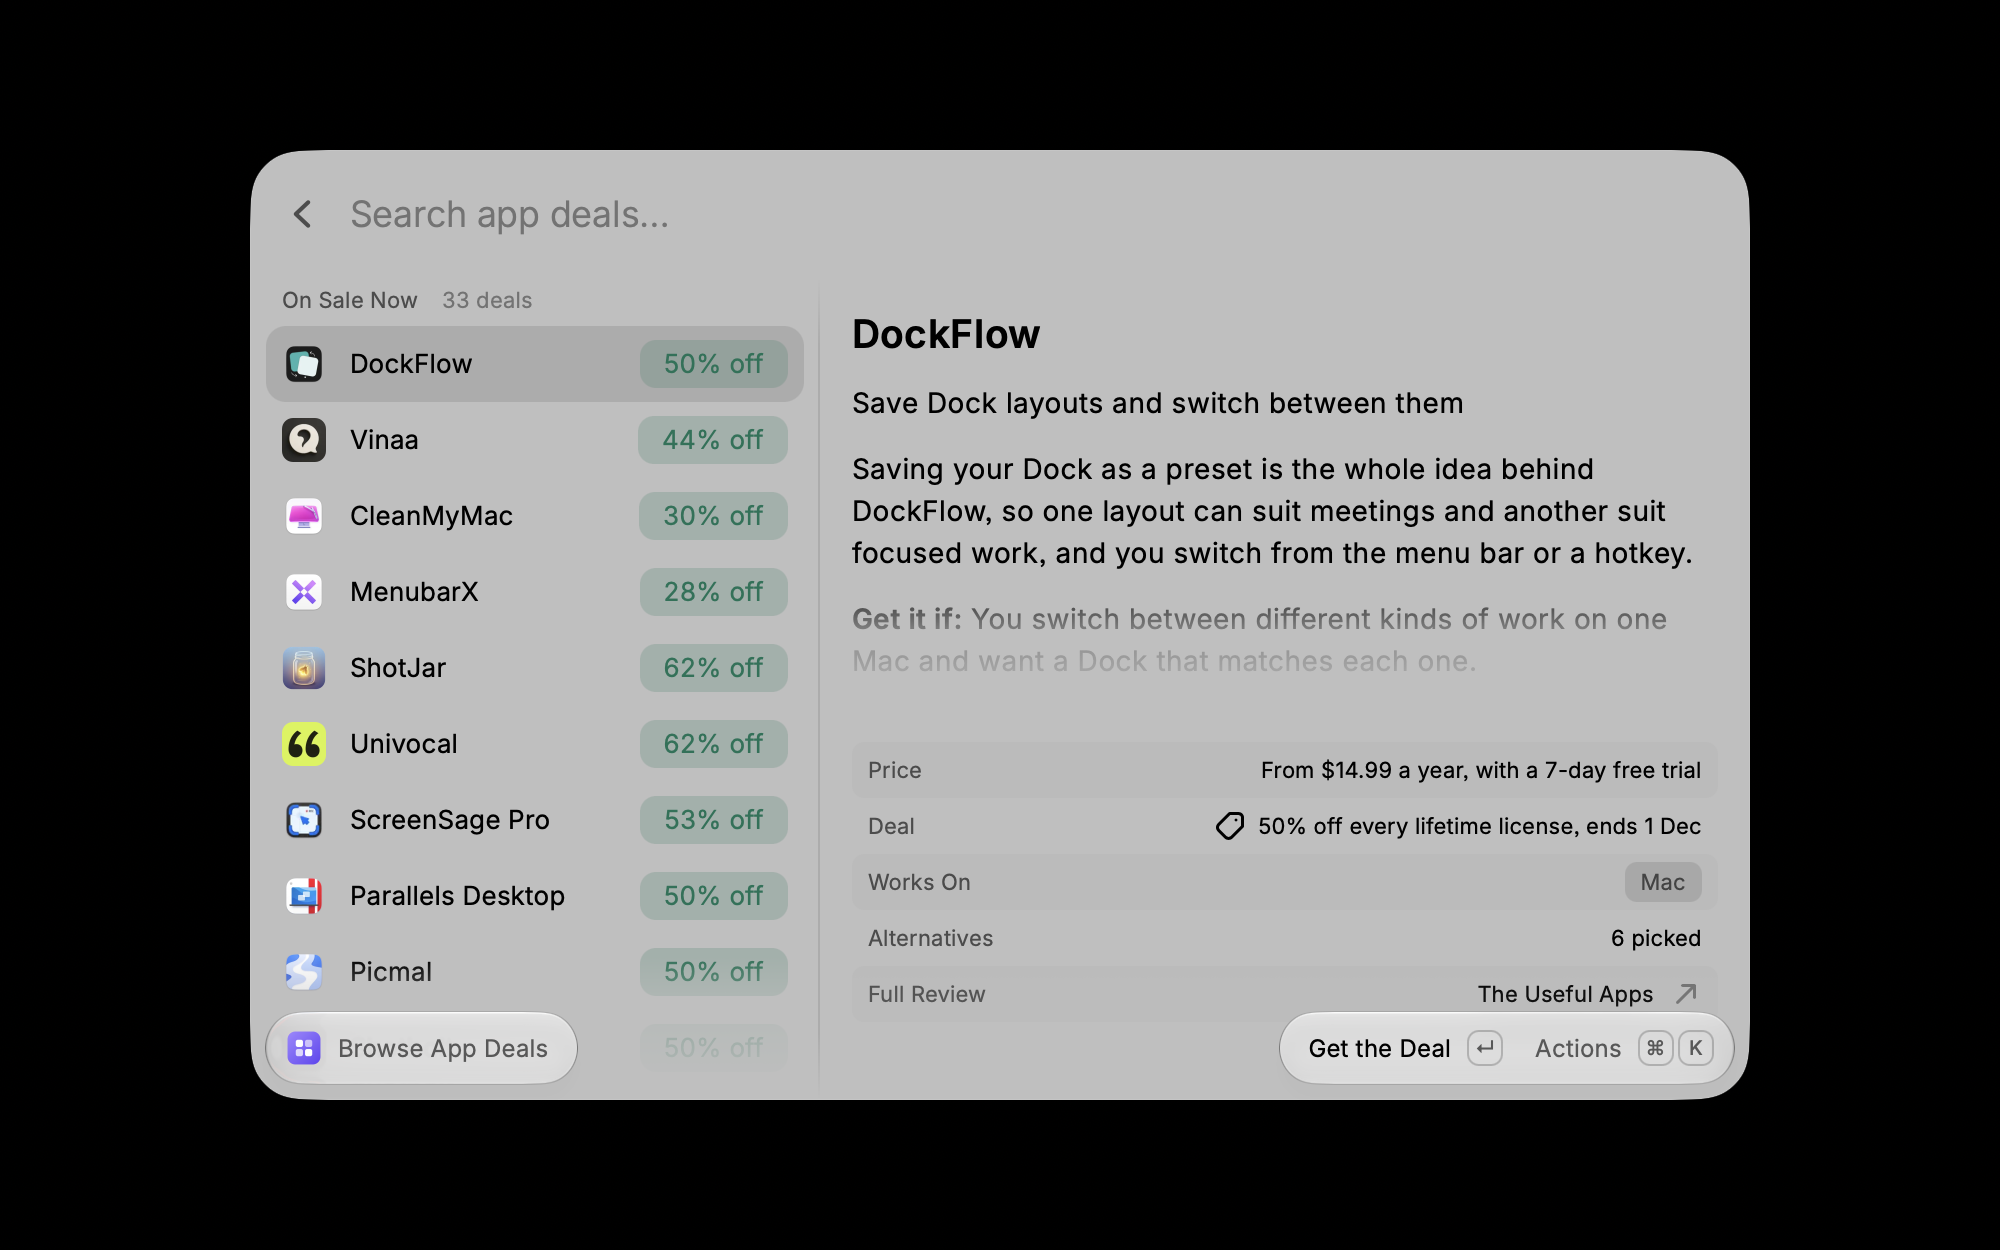 Search app deals...
On Sale Now 33 deals
DockFlow 50% off
Vinaa 44% off
CleanMyMac 30% off
MenubarX 28% off
ShotJar 62% off
Univocal 62% off
ScreenSage Pro 53% off
Parallels Desktop 50% off
Picmal 50% off
50% off
Browse App Deals
DockFlow
Save Dock layouts and switch between them
Saving your Dock as a preset is the whole idea behind
DockFlow, so one layout can suit meetings and another suit
focused work, and you switch from the menu bar or a hotkey.
Get it if: You switch between different kinds of work on one
Mac and want a Dock that matches each one.
Price From $14.99 a year, with a 7-day free trial
Deal 50% off every lifetime license, ends 1 Dec
Works On Mac
Alternatives 6 picked
Full Review The Useful Apps
Get the Deal ↵ Actions ⌘ K